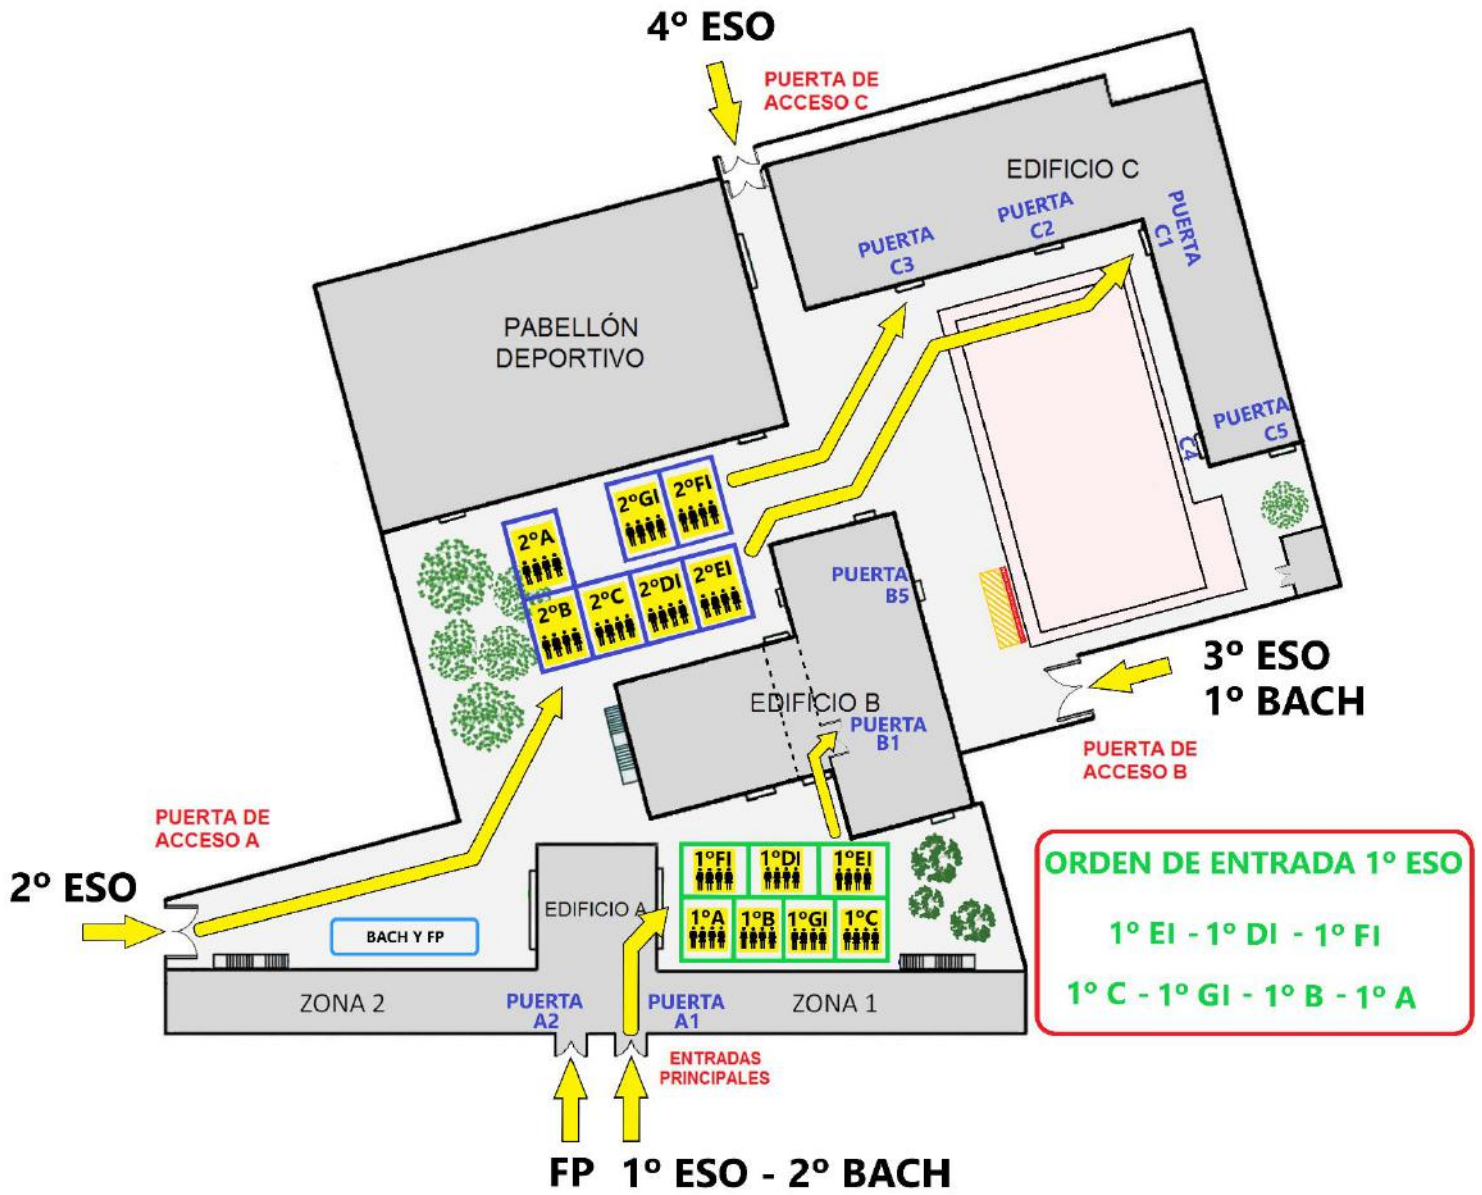 4º ESO
PUERTA DE
ACCESO C
EDIFICIO C
PUERTA
C3
PUERTA
C2
PUERTA
C1
PABELLÓN
DEPORTIVO
PUERTA
C5
C4
2ºGI
2ºFI
2ºA
2ºB
2ºC
2ºDI
2ºEI
PUERTA
B5
3º ESO
1º BACH
EDIFICIO B
PUERTA
B1
PUERTA DE
ACCESO B
PUERTA DE
ACCESO A
2º ESO
EDIFICIO A
BACH Y FP
1ºFI
1ºDI
1ºEI
1ºA
1ºB
1ºGI
1ºC
ORDEN DE ENTRADA 1º ESO
1º EI - 1º DI - 1º FI
1º C - 1º GI - 1º B - 1º A
ZONA 2
PUERTA
A2
PUERTA
A1
ZONA 1
ENTRADAS
PRINCIPALES
FP
1º ESO - 2º BACH